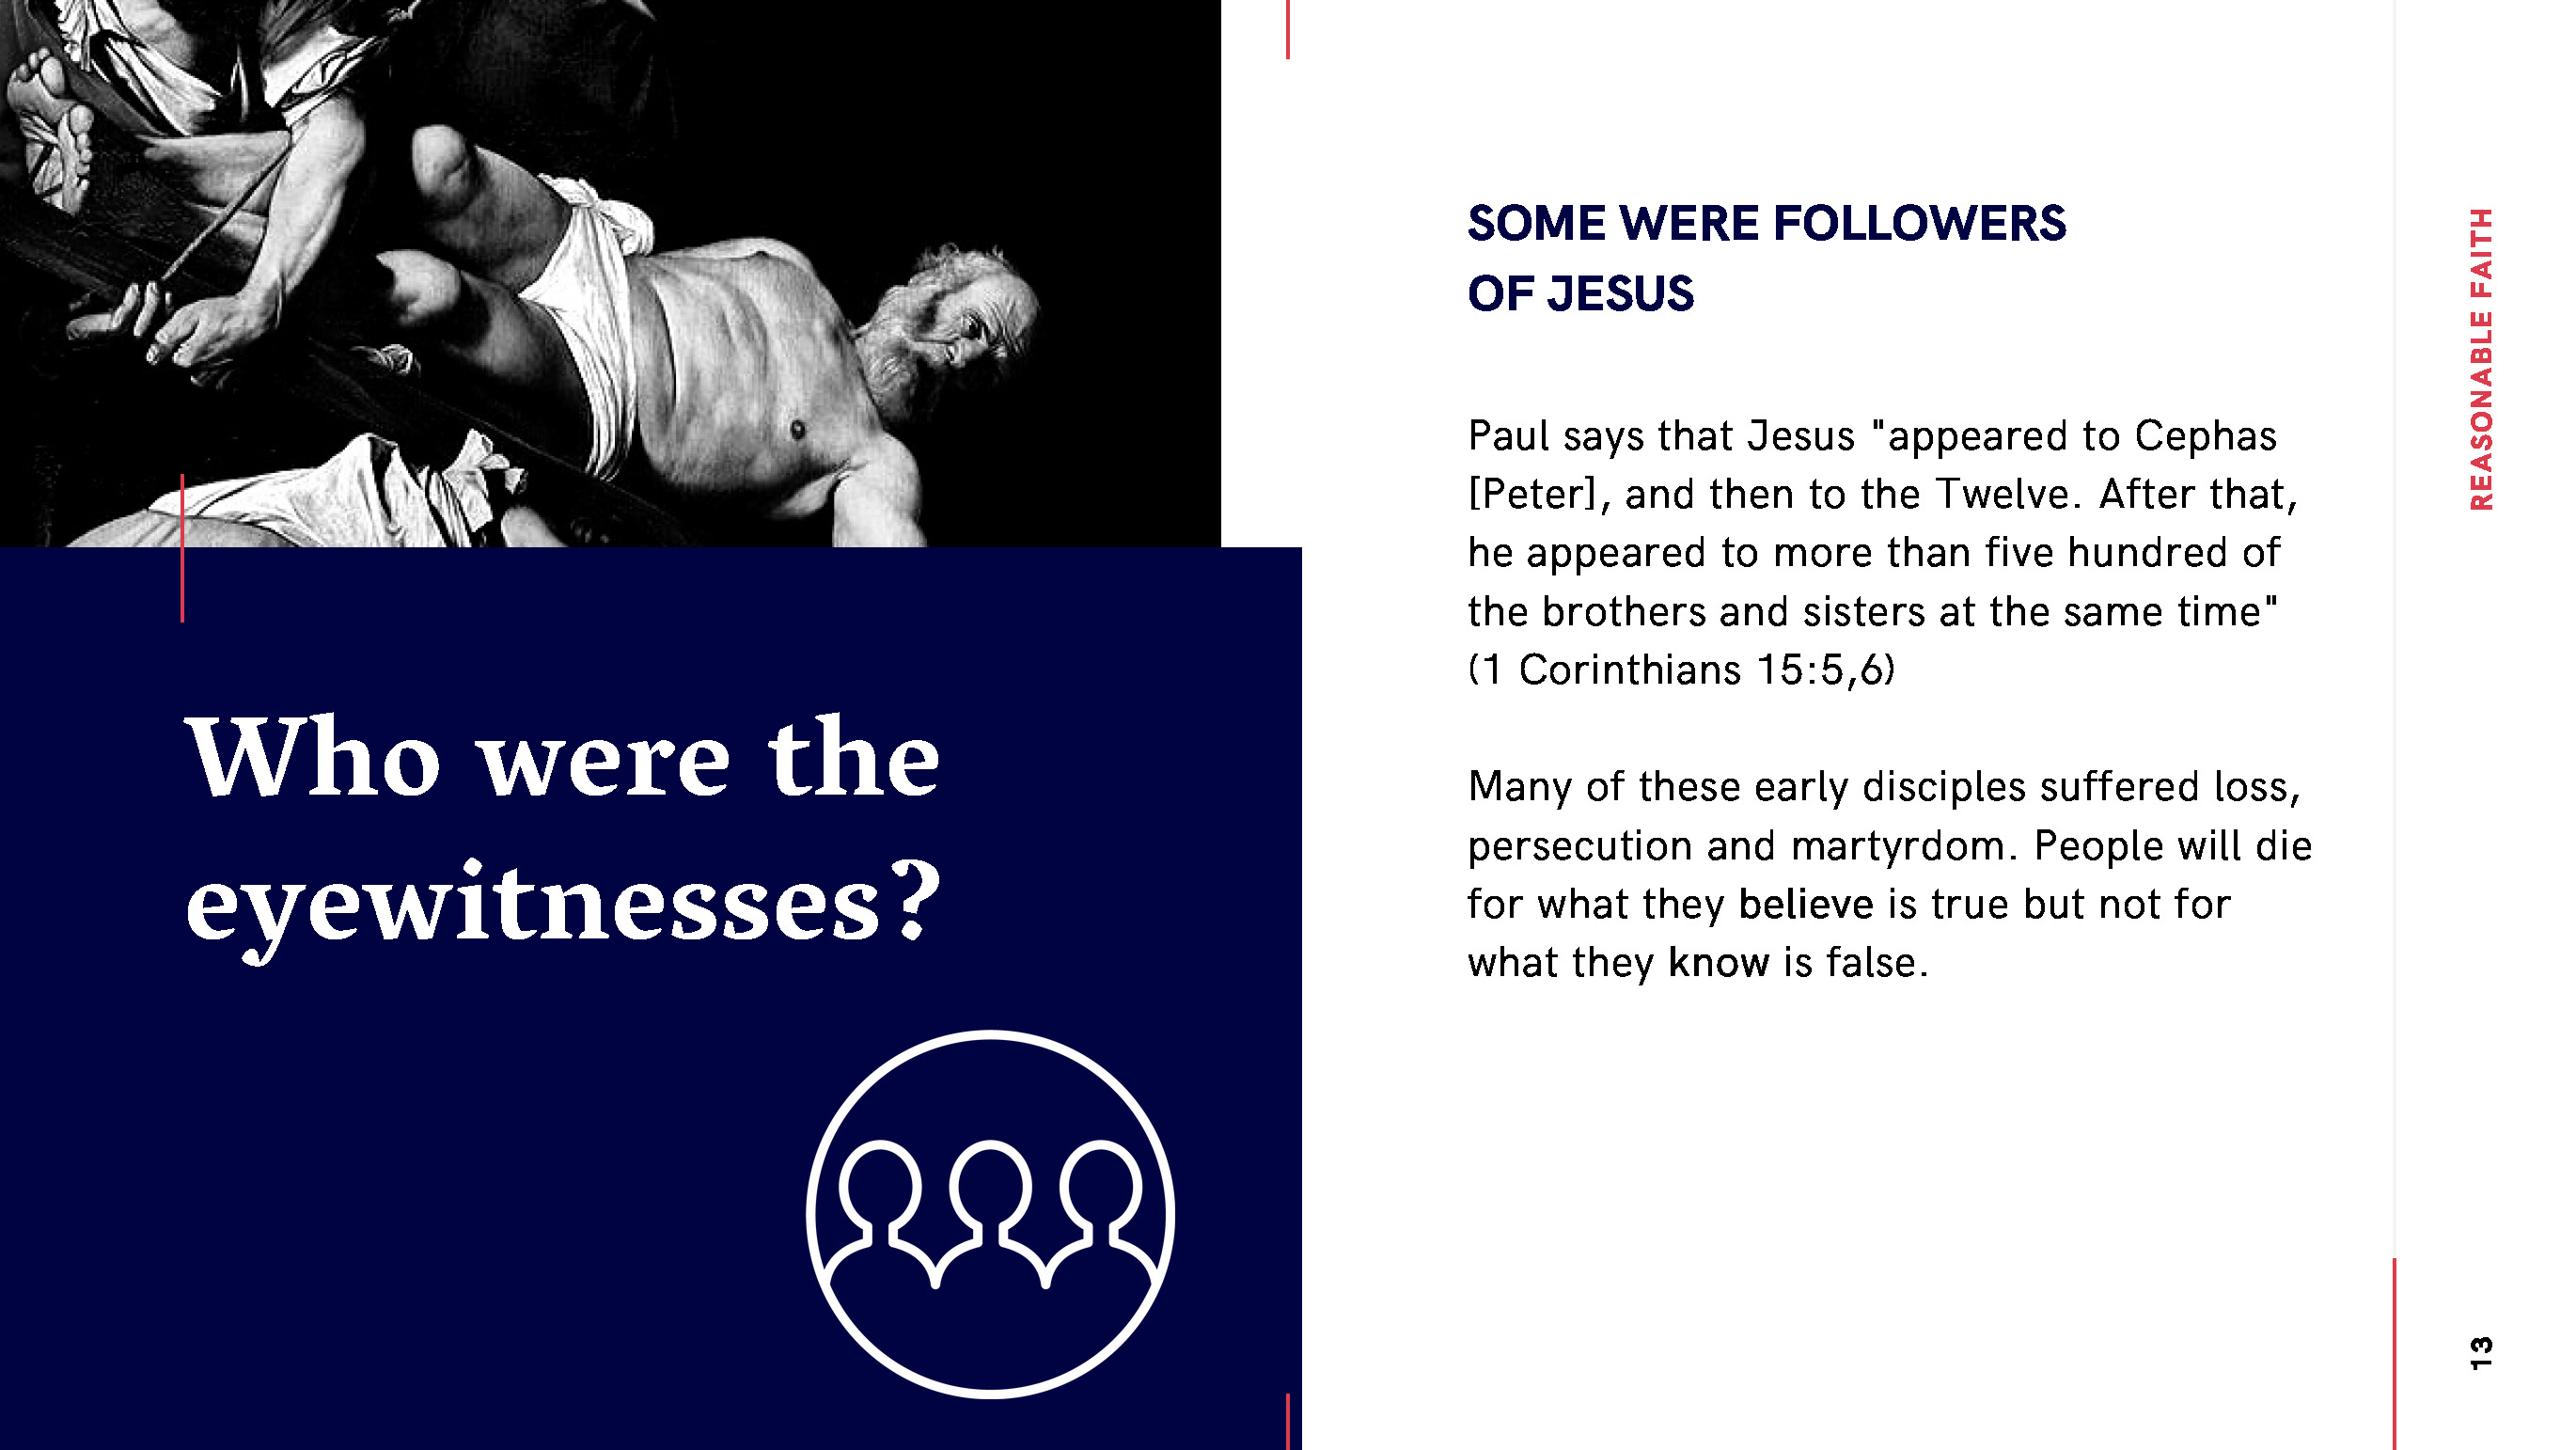 Who were the
eyewitnesses?
SOME WERE FOLLOWERS
OF JESUS
Paul says that Jesus "appeared to Cephas
[Peter], and then to the Twelve. After that,
he appeared to more than five hundred of
the brothers and sisters at the same time"
(1 Corinthians 15:5,6)
Many of these early disciples suffered loss,
persecution and martyrdom. People will die
for what they believe is true but not for
what they know is false.
REASONABLE FAITH
13